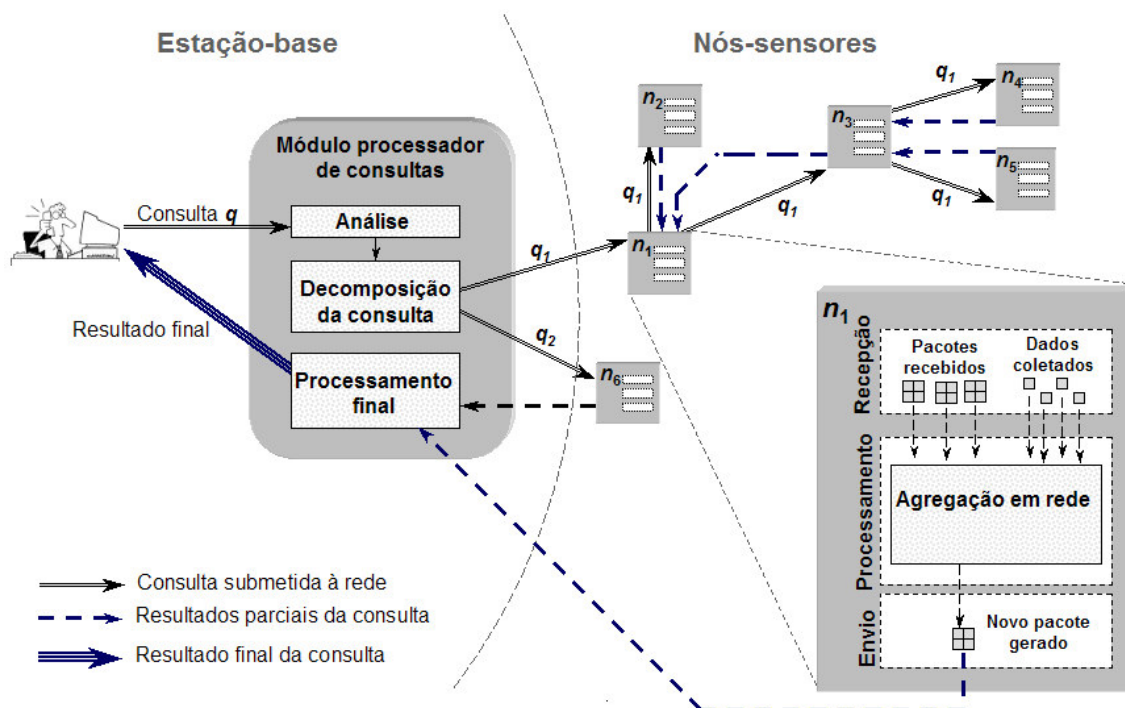 Estação-base
Nós-sensores
Módulo processador
de consultas
Consulta q
Análise
Decomposição
da consulta
Processamento
final
Resultado final
q1
q2
n1
n2
q1
q1
n3
q1
n4
n5
q1
n6
n1
Recepção
Pacotes
recebidos
Dados
coletados
Processamento
Agregação em rede
Envio
Novo pacote
gerado
Consulta submetida à rede
Resultados parciais da consulta
Resultado final da consulta